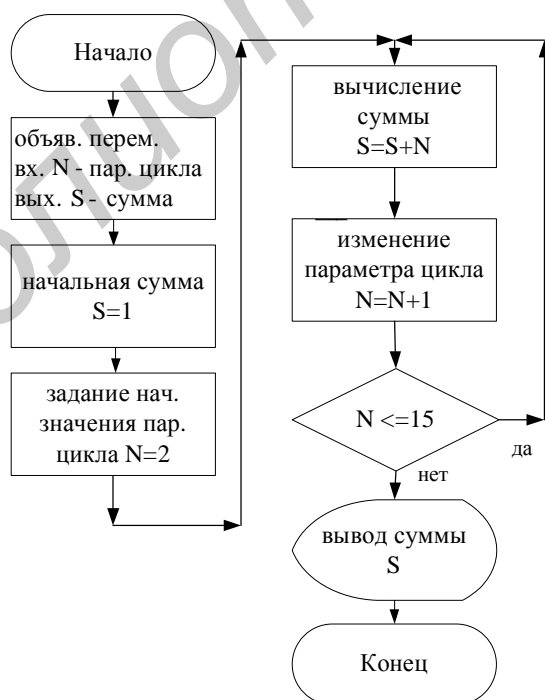 Начало
объяв. перем.
вх. N - пар. цикла
вых. S - сумма
начальная сумма
S=1
задание нач.
значения пар.
цикла N=2
вычисление
суммы
S=S+N
изменение
параметра цикла
N=N+1
N <=15
да
нет
вывод суммы
S
Конец